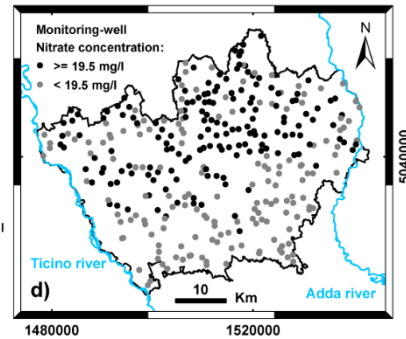 Monitoring-well
Nitrate concentration:
>= 19.5 mg/l
< 19.5 mg/l
N
5040000
Ticino river
d)
10
Km
Adda river
1480000
1520000